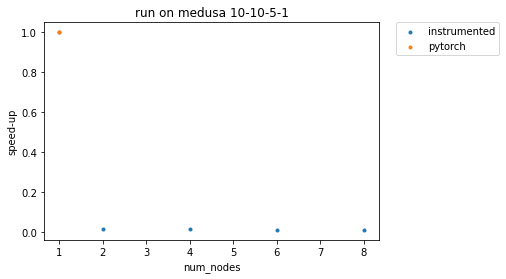 run on medusa 10-10-5-1
instrumented
pytorch
speed-up
1.0
0.8
0.6
0.4
0.2
0.0
1 2 3 4 5 6 7 8
num_nodes